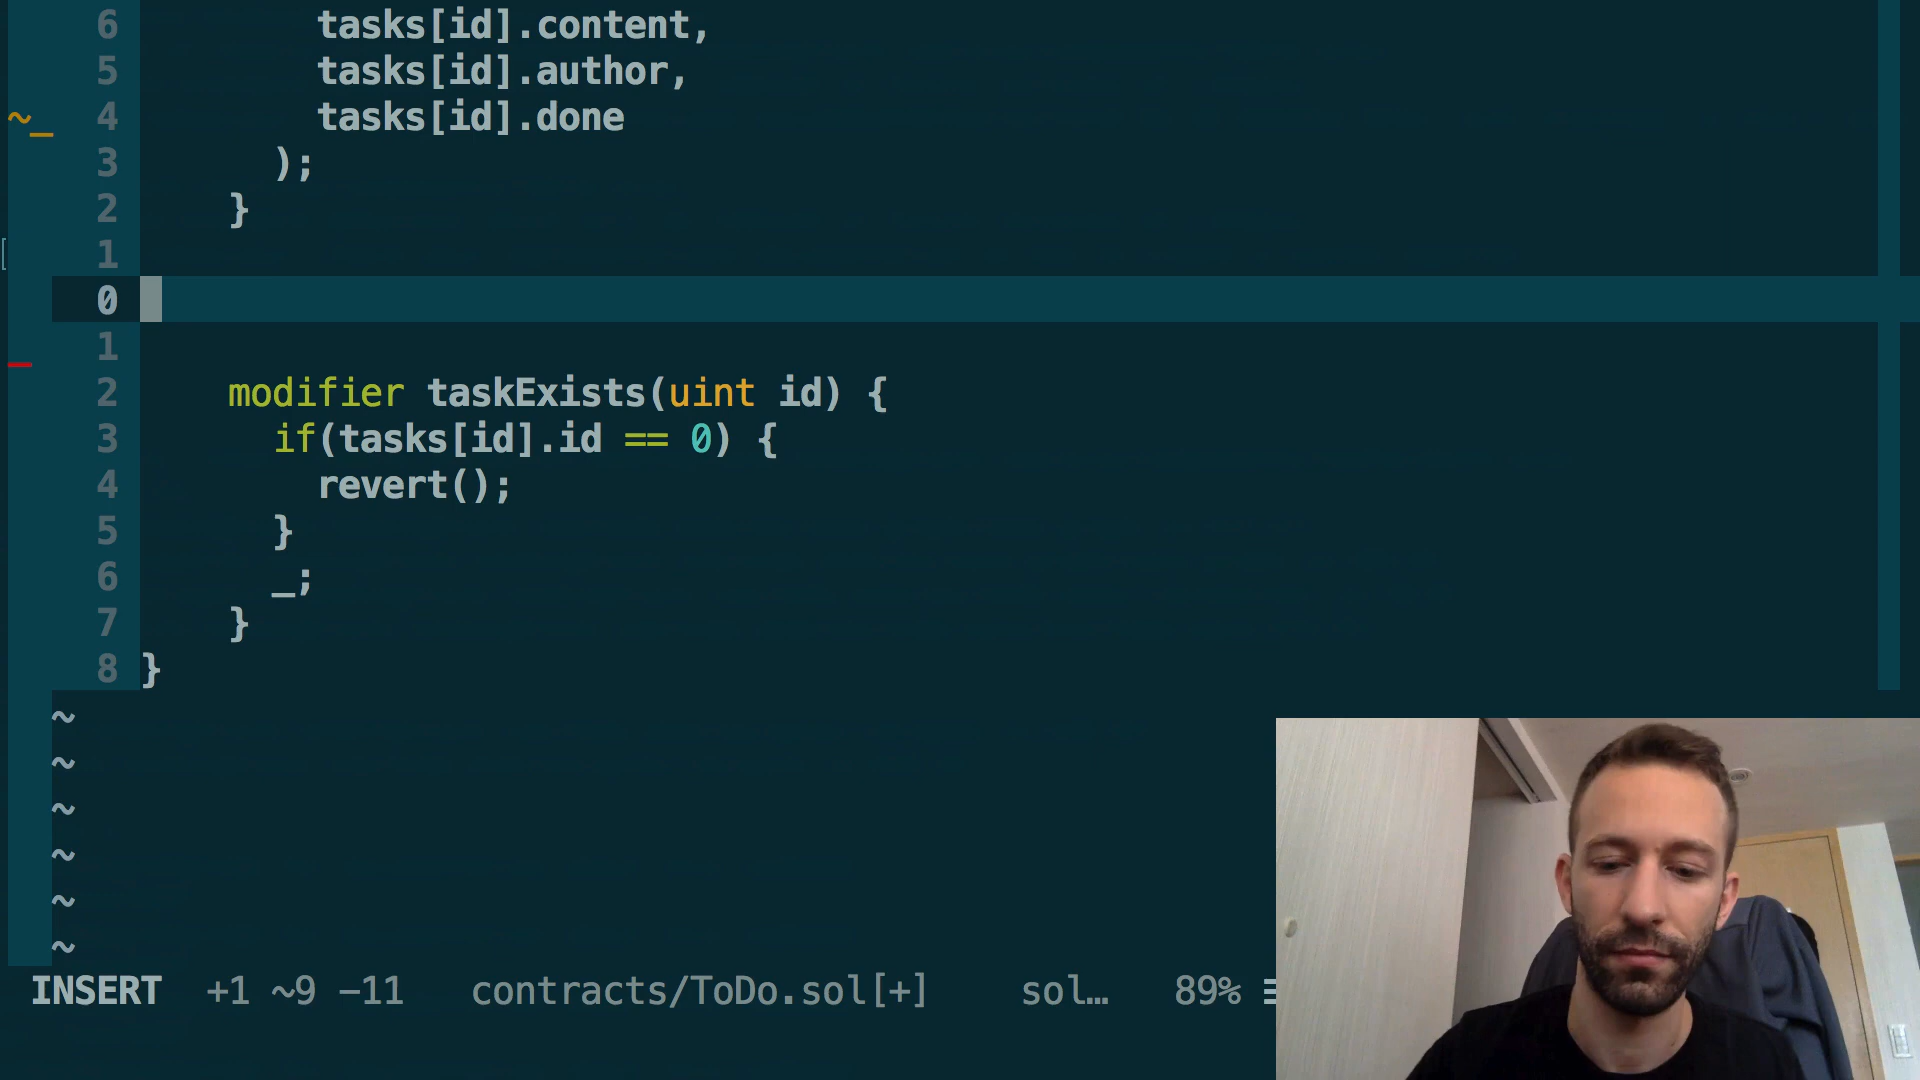 6 tasks[id].content,
5 tasks[id].author,
~_ 4 tasks[id].done
3 );
2 }
1
0
_ 1
2 modifier taskExists(uint id) {
3 if(tasks[id].id == 0) {
4 revert();
5 }
6 _;
7 }
8 }
~
~
~
~
~
~
INSERT +1 ~9 -11 contracts/ToDo.sol[+] sol… 89% ☰